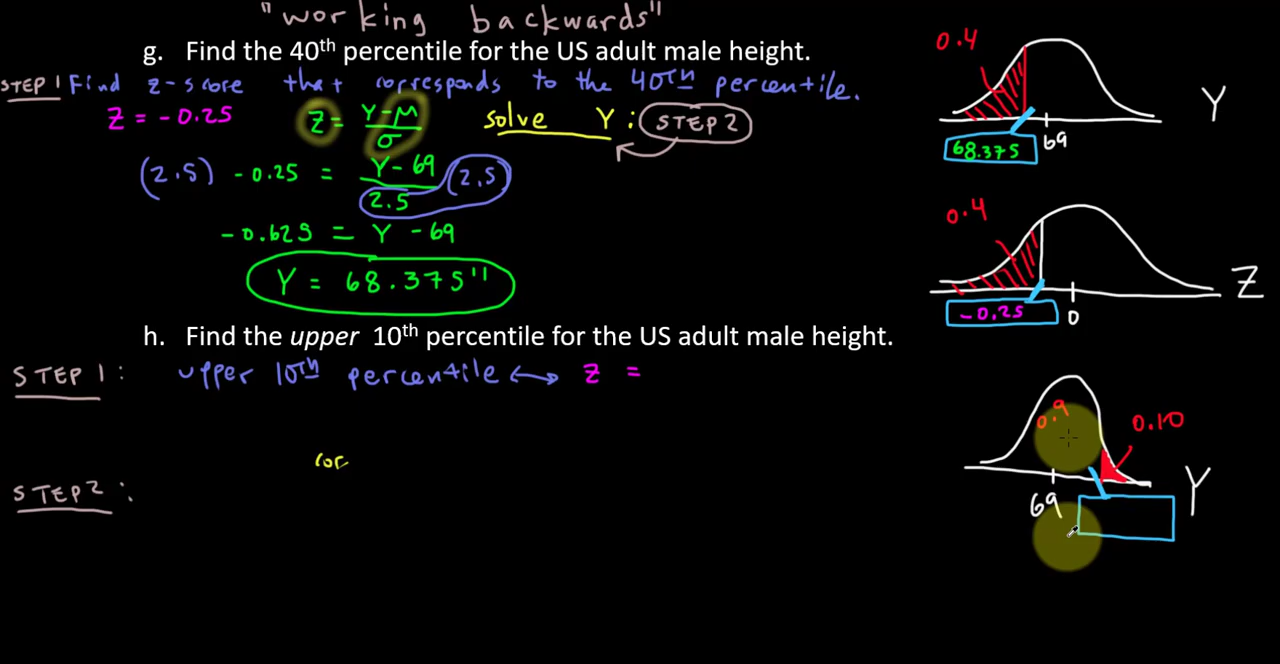 "working backwards"
g. Find the 40th percentile for the US adult male height.
STEP 1 Find z-score that corresponds to the 40th percentile.
Z = -0.25
Z = Y-μ / σ
solve Y: STEP 2
(2.5) -0.25 = Y-69 / 2.5 (2.5)
-0.625 = Y -69
Y = 68.375"
0.4
Y
68.375
69
0.4
Z
-0.25
0
h. Find the upper 10th percentile for the US adult male height.
STEP 1: upper 10th percentile ↔ Z =
cor
STEP 2:
0.9
0.10
69
Y